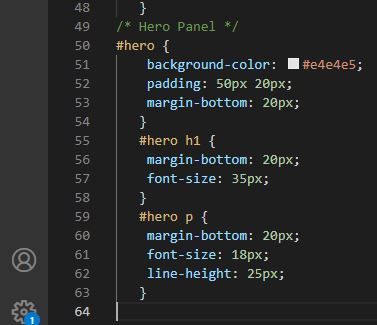 48 }
49 /* Hero Panel */
50 #hero {
51 background-color: #e4e4e5;
52 padding: 50px 20px;
53 margin-bottom: 20px;
54 }
55 #hero h1 {
56 margin-bottom: 20px;
57 font-size: 35px;
58 }
59 #hero p {
60 margin-bottom: 20px;
61 font-size: 18px;
62 line-height: 25px;
63 }
64
1